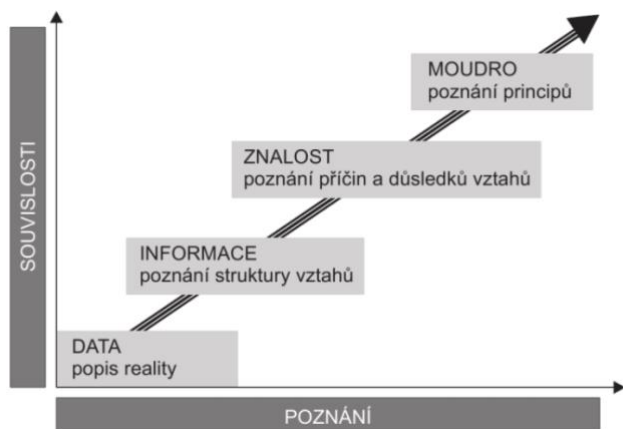 MOUDRO
poznání principů
ZNALOST
poznání příčin a důsledků vztahů
INFORMACE
poznání struktury vztahů
DATA
popis reality
SOUVISLOSTI
POZNÁNÍ